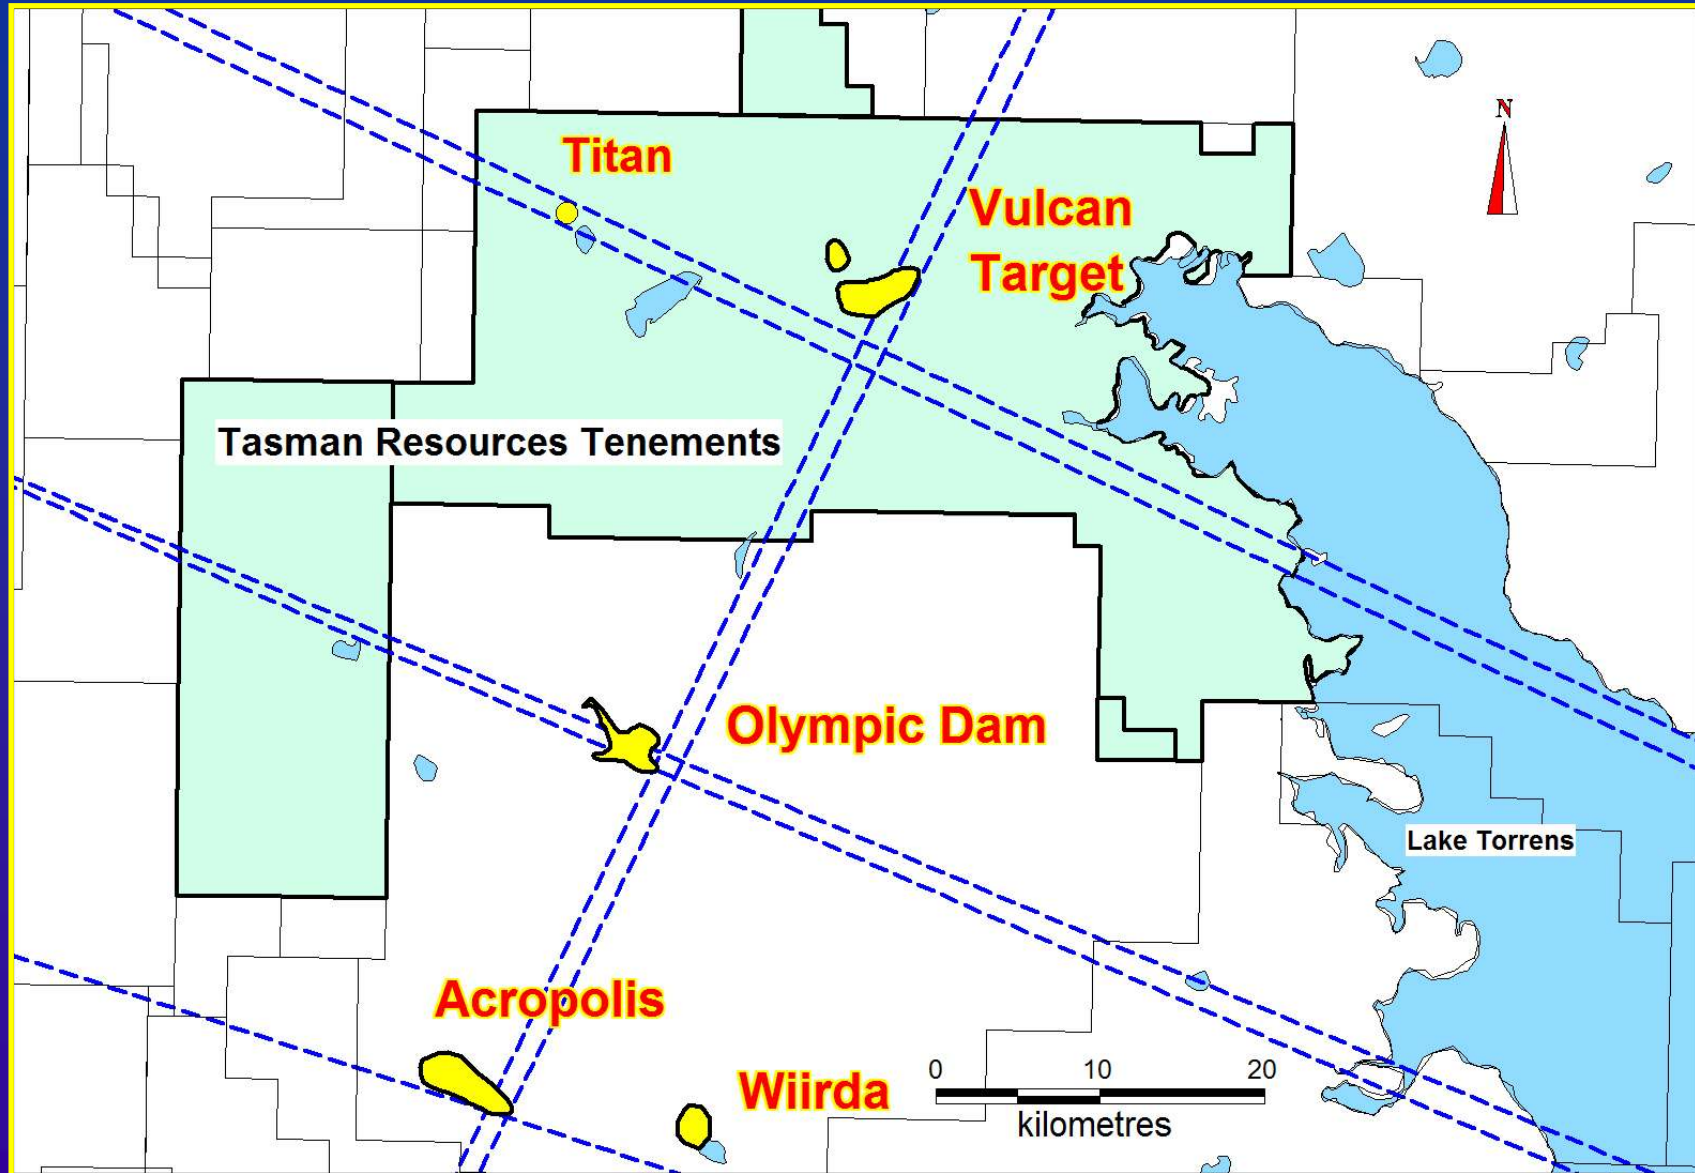 N
Titan
Vulcan
Target
Tasman Resources Tenements
Olympic Dam
Lake Torrens
Acropolis
Wiirda
0 10 20
kilometres